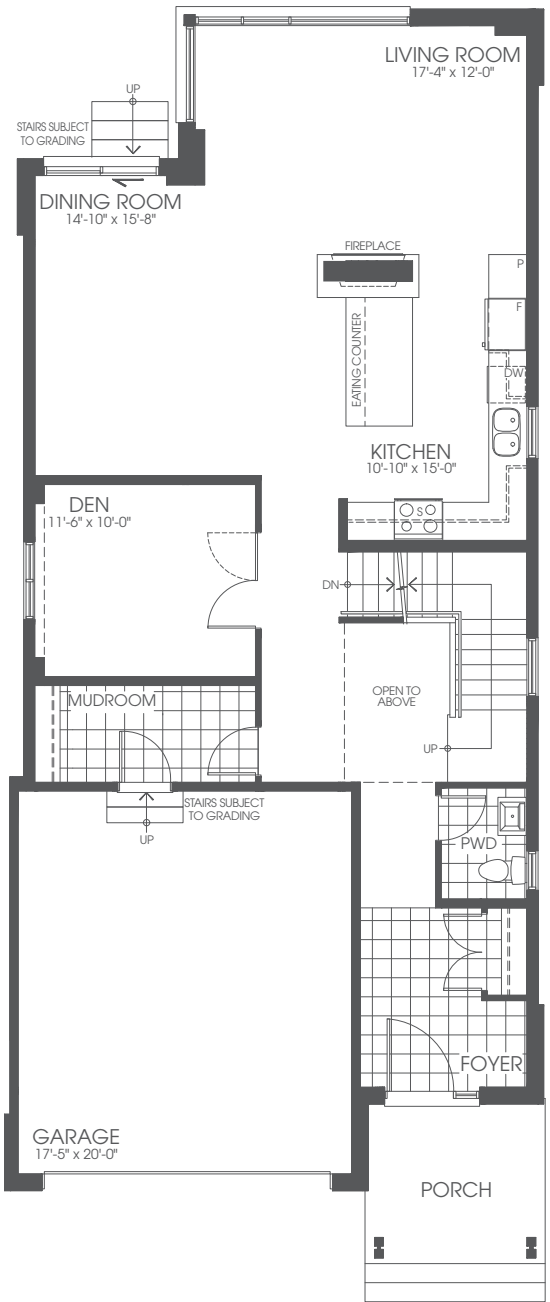 LIVING ROOM
17'-4" x 12'-0"
UP
STAIRS SUBJECT
TO GRADING
DINING ROOM
14'-10" x 15'-8"
FIREPLACE
P
F
EATING COUNTER
DW
KITCHEN
10'-10" x 15'-0"
S
DEN
11'-6" x 10'-0"
DN
MUDROOM
OPEN TO
ABOVE
UP
STAIRS SUBJECT
TO GRADING
UP
PWD
FOYER
GARAGE
17'-5" x 20'-0"
PORCH